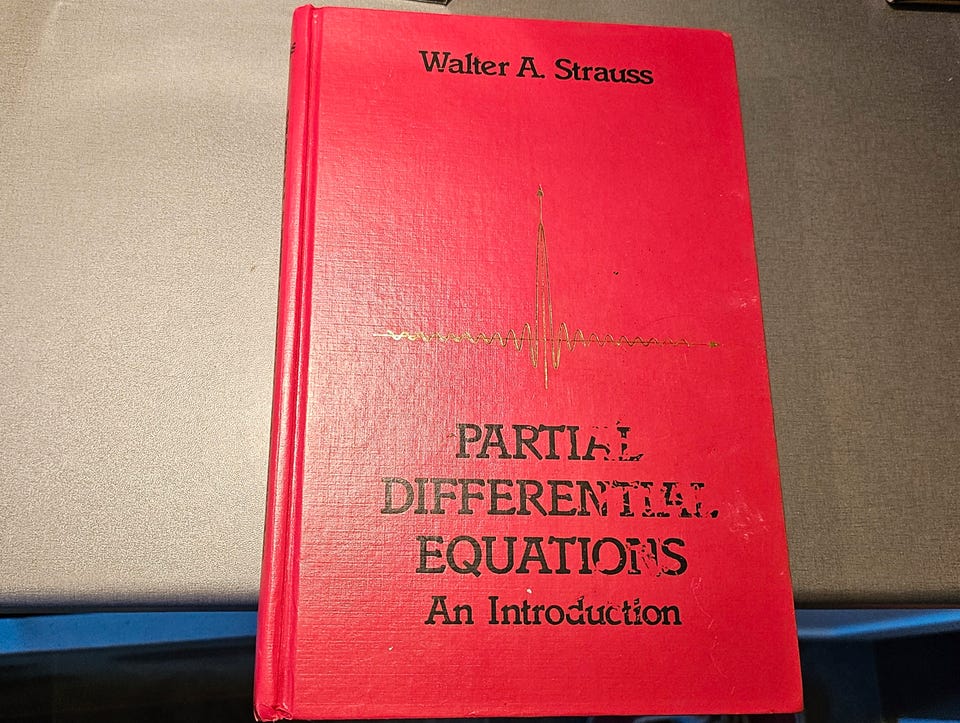 Walter A. Strauss
PARTIAL
DIFFERENTIAL
EQUATIONS
An Introduction